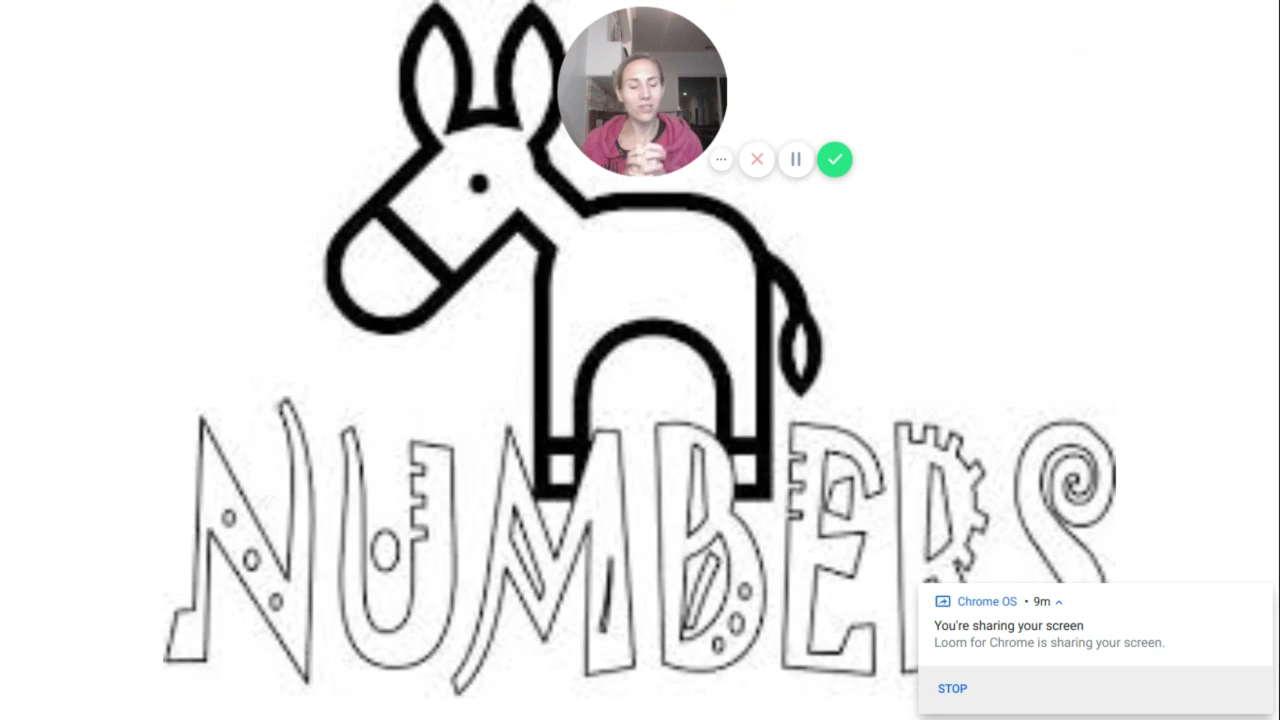 NUMBERS
Chrome OS • 9m
You're sharing your screen
Loom for Chrome is sharing your screen.
STOP